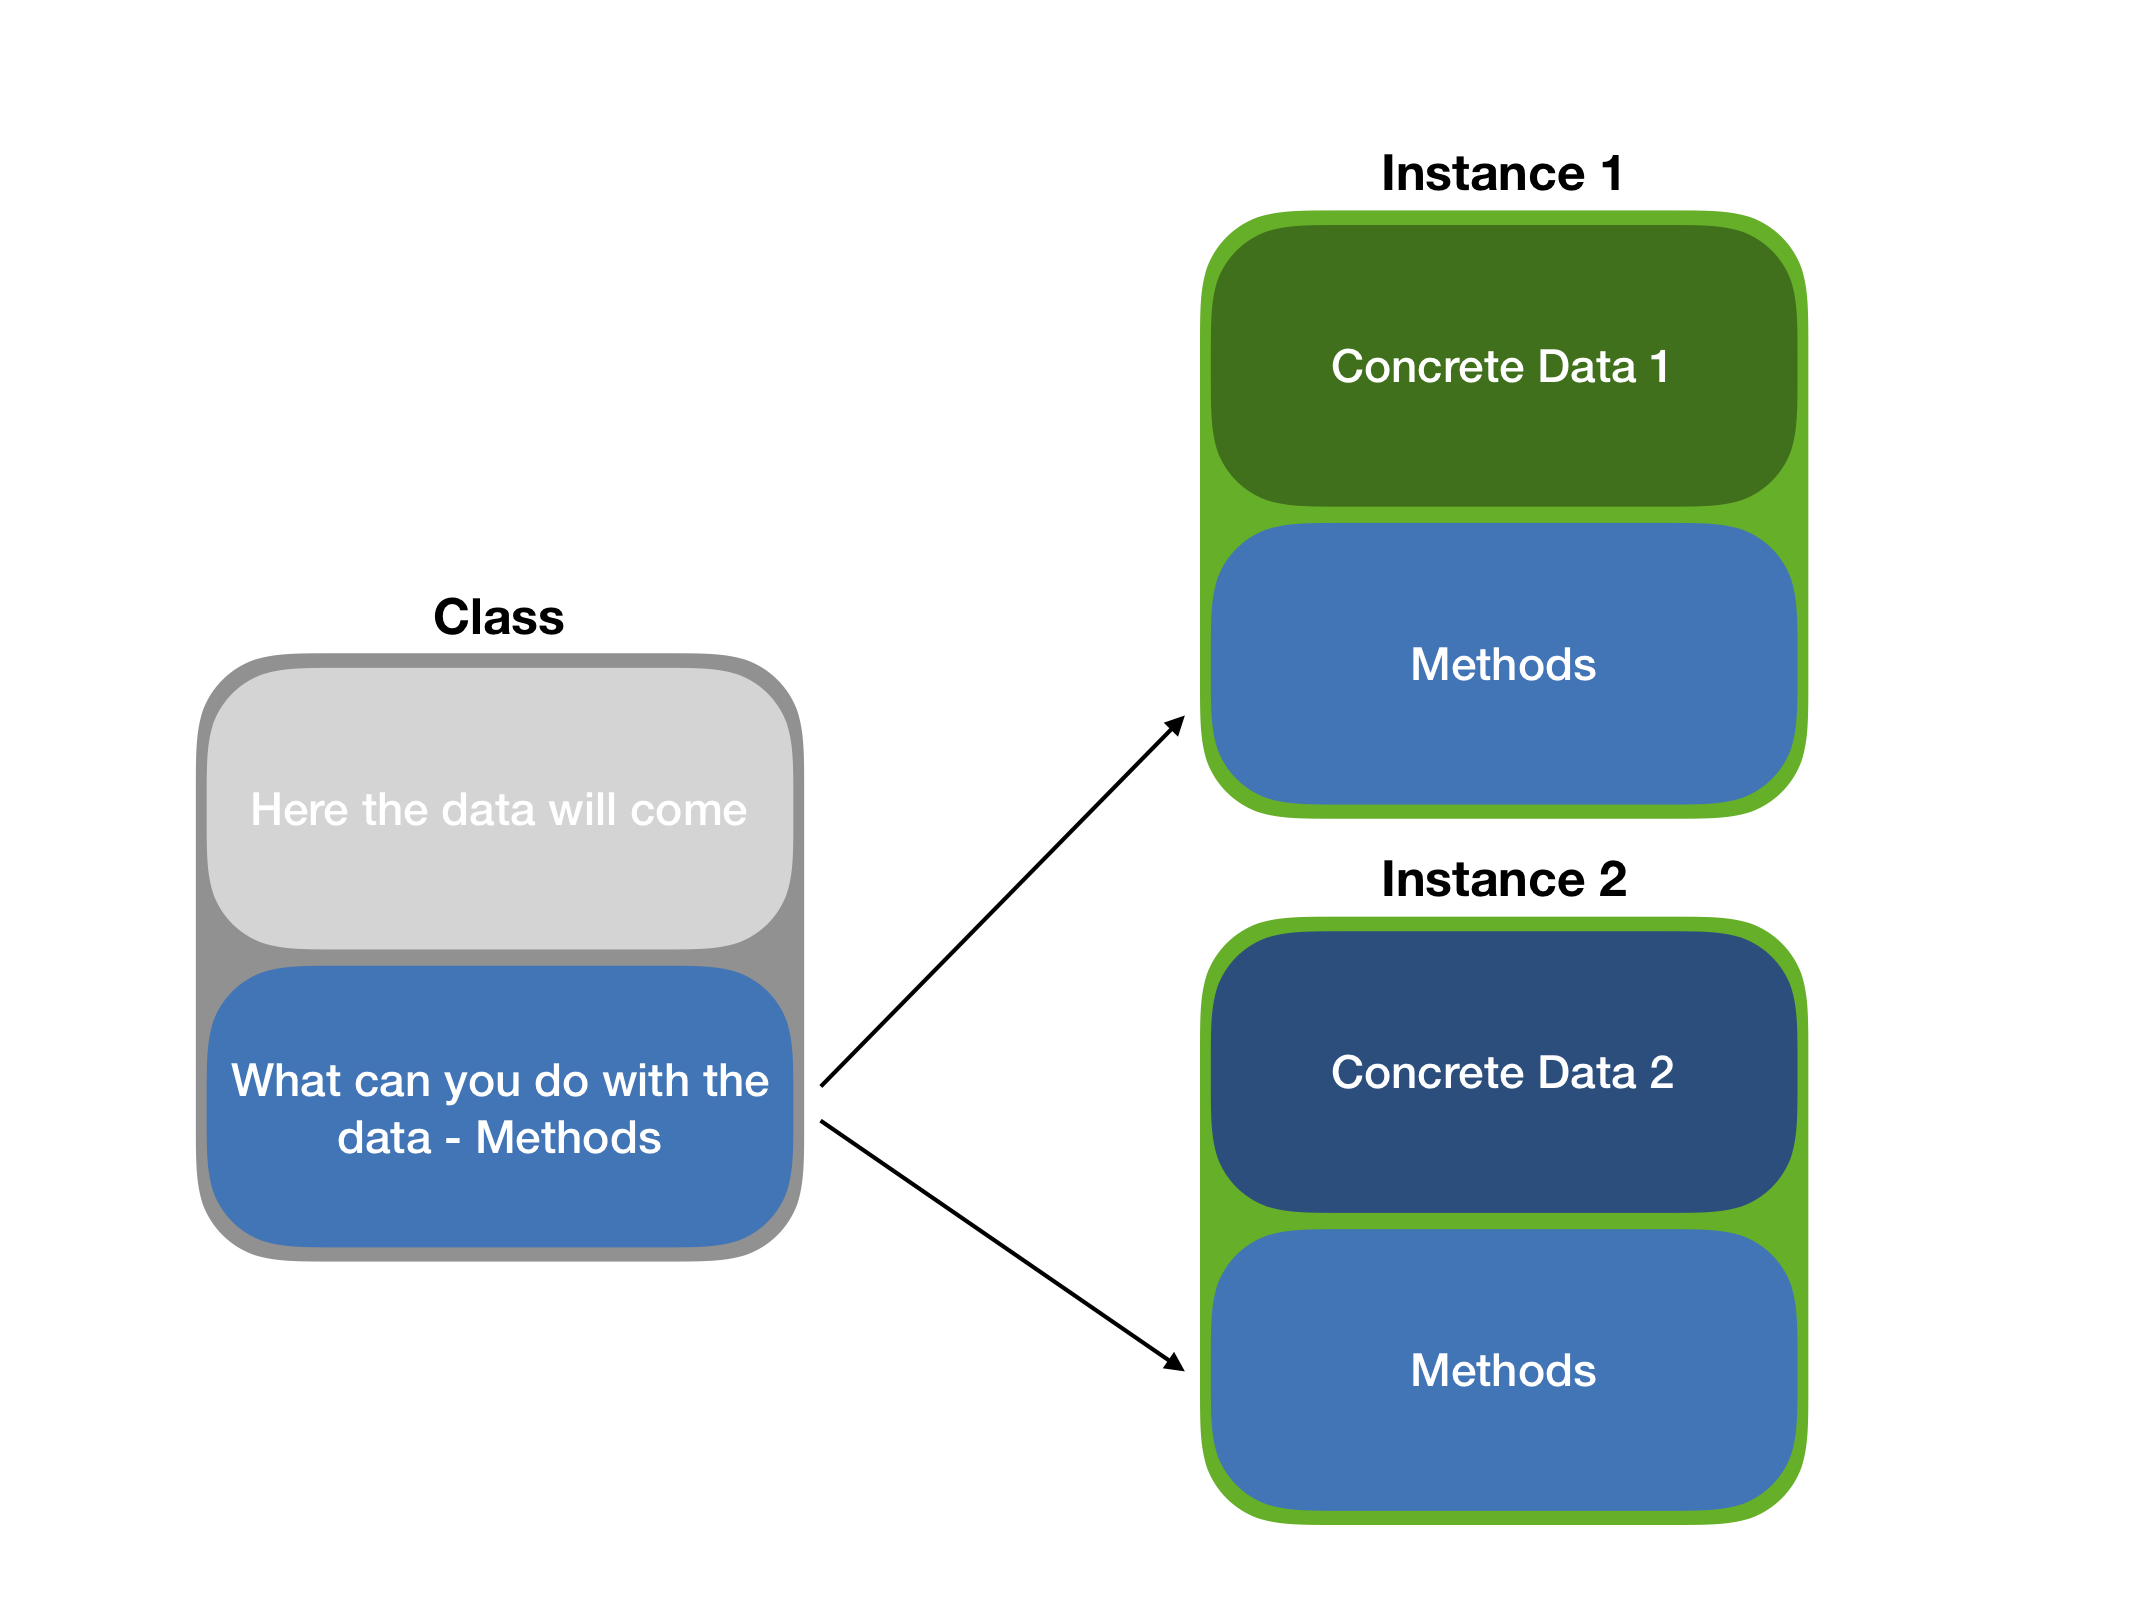 Class
Here the data will come
What can you do with the
data - Methods
Instance 1
Concrete Data 1
Methods
Instance 2
Concrete Data 2
Methods